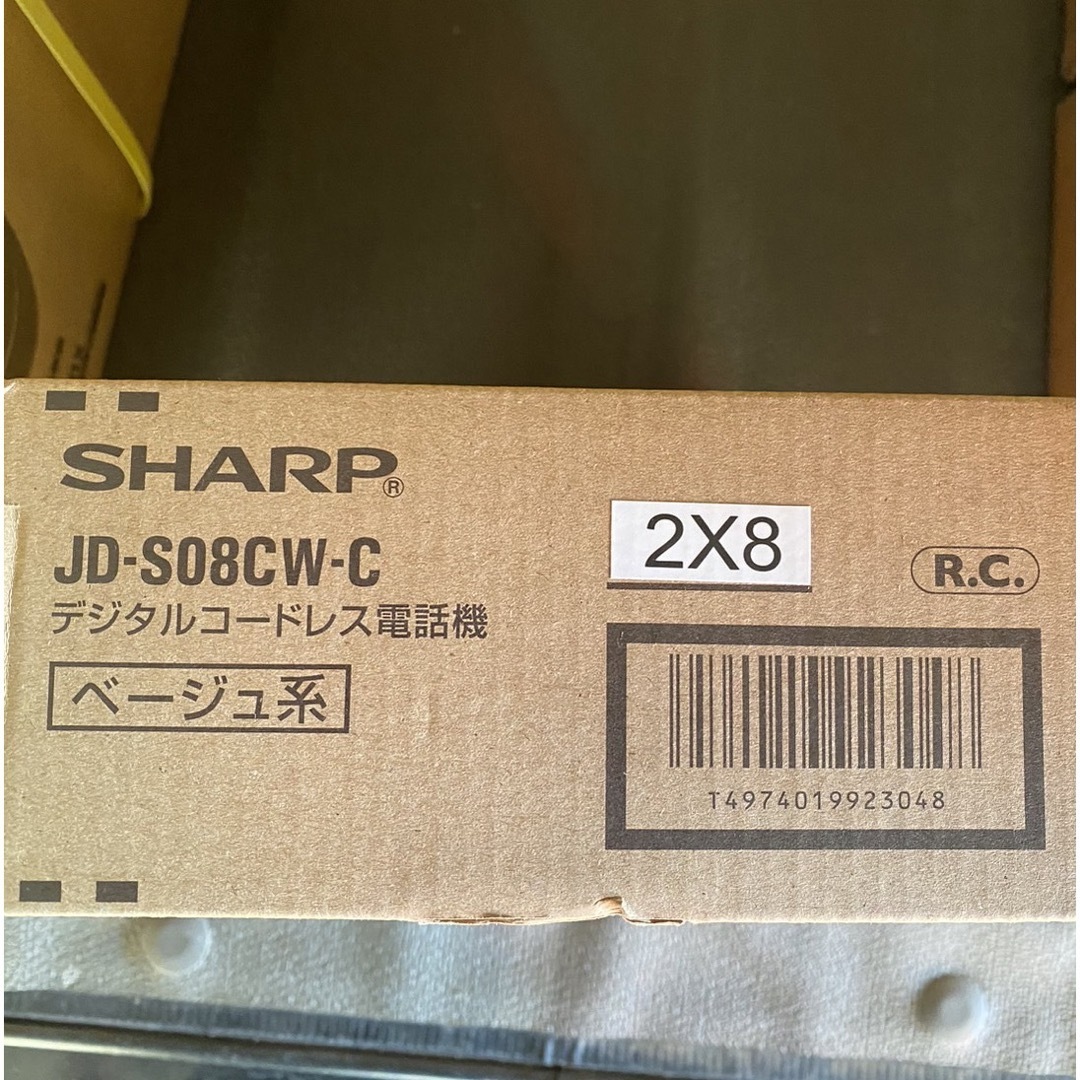 SHARP®
JD-S08CW-C
デジタルコードレス電話機
ベージュ系
2X8
R.C.
T4974019923048